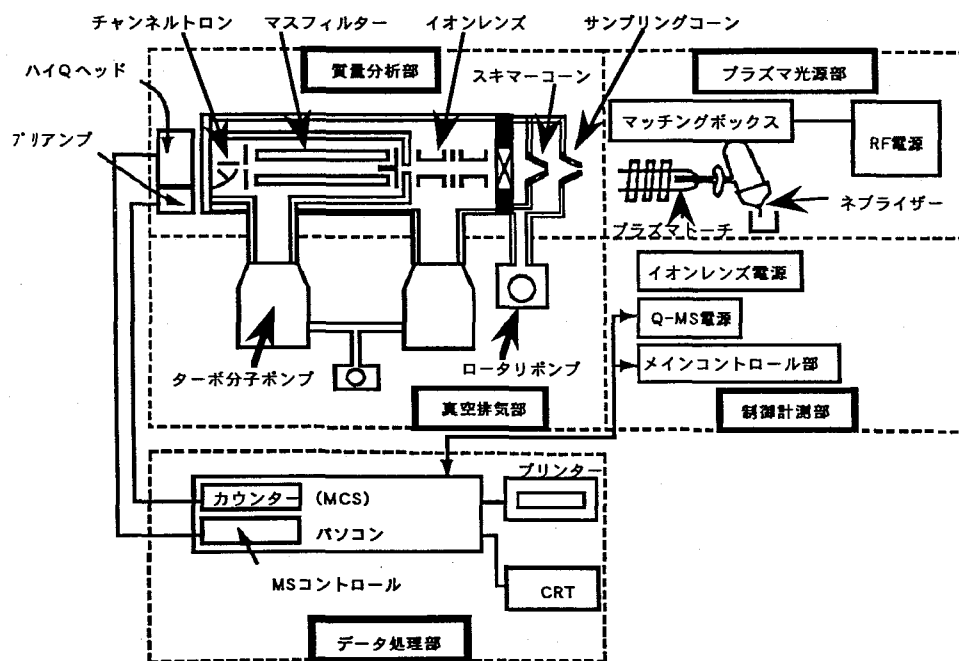 チャンネルトロン
マスフィルター
イオンレンズ
サンプリングコーン
ハイQヘッド
質量分析部
スキマーコーン
プラズマ光源部
プリアンプ
マッチングボックス
RF電源
ネブライザー
プラズマトーチ
イオンレンズ電源
Q-MS電源
メインコントロール部
ターボ分子ポンプ
ロータリポンプ
真空排気部
制御計測部
プリンター
カウンター (MCS)
パソコン
MSコントロール
CRT
データ処理部